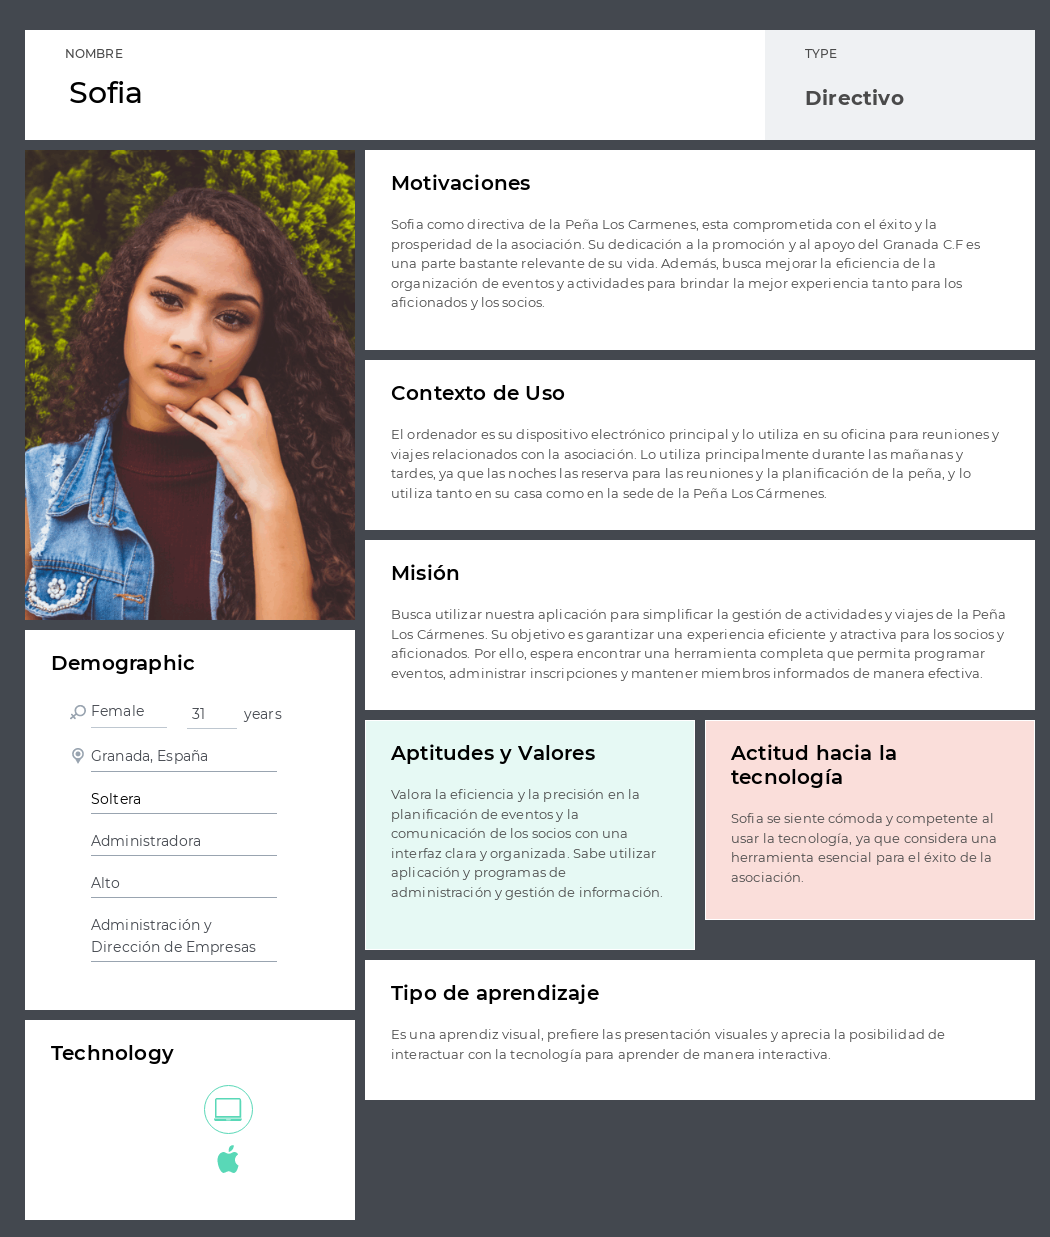 NOMBRE
Sofia
TYPE
Directivo
Motivaciones
Sofia como directiva de la Peña Los Carmenes, esta comprometida con el éxito y la
prosperidad de la asociación. Su dedicación a la promoción y al apoyo del Granada C.F es
una parte bastante relevante de su vida. Además, busca mejorar la eficiencia de la
organización de eventos y actividades para brindar la mejor experiencia tanto para los
aficionados y los socios.
Contexto de Uso
El ordenador es su dispositivo electrónico principal y lo utiliza en su oficina para reuniones y
viajes relacionados con la asociación. Lo utiliza principalmente durante las mañanas y
tardes, ya que las noches las reserva para las reuniones y la planificación de la peña, y lo
utiliza tanto en su casa como en la sede de la Peña Los Cármenes.
Misión
Busca utilizar nuestra aplicación para simplificar la gestión de actividades y viajes de la Peña
Los Cármenes. Su objetivo es garantizar una experiencia eficiente y atractiva para los socios y
aficionados. Por ello, espera encontrar una herramienta completa que permita programar
eventos, administrar inscripciones y mantener miembros informados de manera efectiva.
Demographic
Female 31 years
Granada, España
Soltera
Administradora
Alto
Administración y
Dirección de Empresas
Aptitudes y Valores
Valora la eficiencia y la precisión en la
planificación de eventos y la
comunicación de los socios con una
interfaz clara y organizada. Sabe utilizar
aplicación y programas de
administración y gestión de información.
Actitud hacia la
tecnología
Sofia se siente cómoda y competente al
usar la tecnología, ya que considera una
herramienta esencial para el éxito de la
asociación.
Tipo de aprendizaje
Es una aprendiz visual, prefiere las presentación visuales y aprecia la posibilidad de
interactuar con la tecnología para aprender de manera interactiva.
Technology